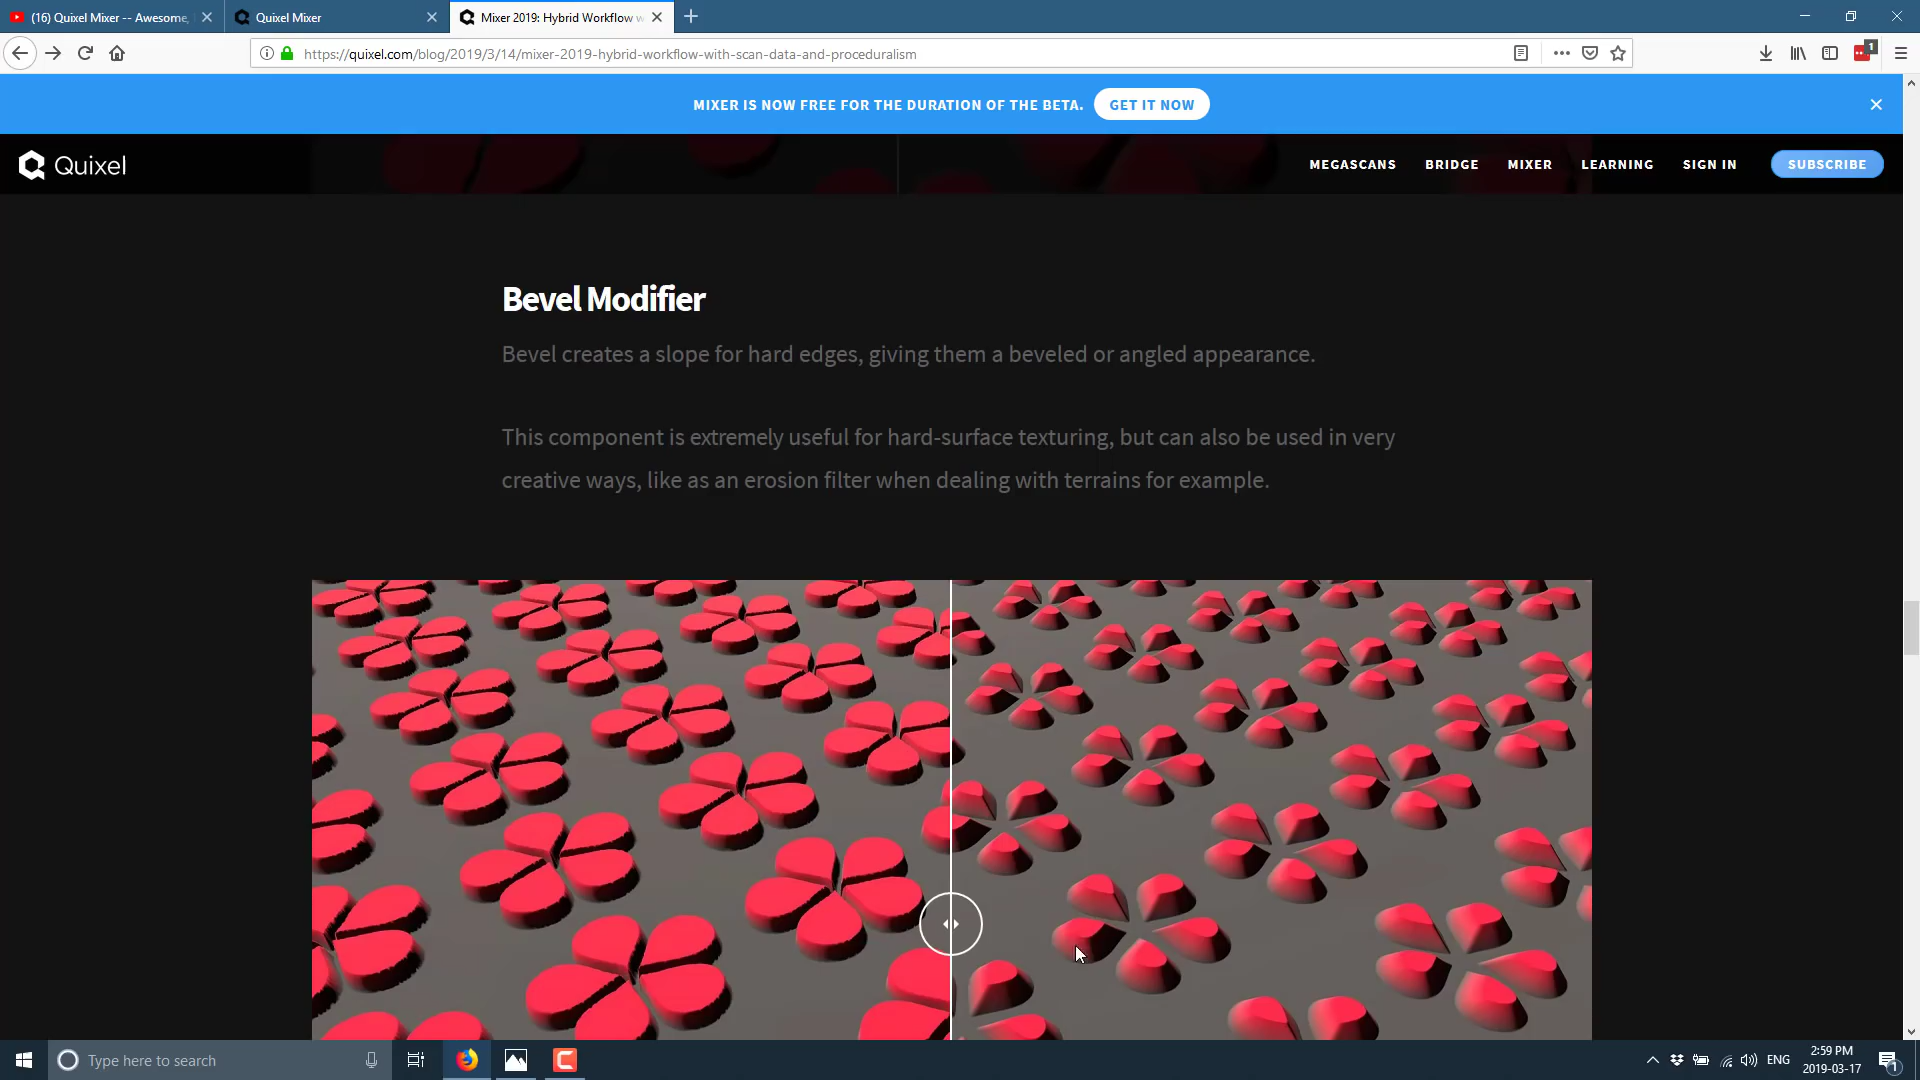 (16) Quixel Mixer -- Awesome,
Quixel Mixer
Mixer 2019: Hybrid Workflow w
https://quixel.com/blog/2019/3/14/mixer-2019-hybrid-workflow-with-scan-data-and-proceduralism
1
MIXER IS NOW FREE FOR THE DURATION OF THE BETA.
GET IT NOW
Quixel
MEGASCANS
BRIDGE
MIXER
LEARNING
SIGN IN
SUBSCRIBE
Bevel Modifier
Bevel creates a slope for hard edges, giving them a beveled or angled appearance.
This component is extremely useful for hard-surface texturing, but can also be used in very
creative ways, like as an erosion filter when dealing with terrains for example.
Type here to search
ENG
2:59 PM
2019-03-17
1